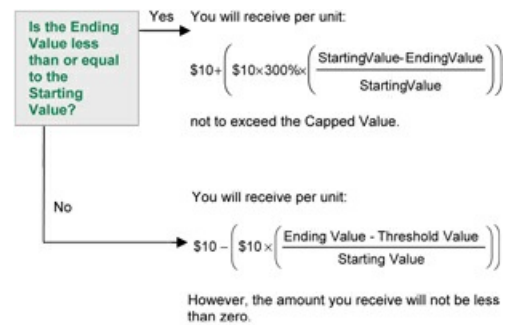 Is the Ending
Value less
than or equal
to the
Starting
Value?
Yes
You will receive per unit:
$10+($10×300%×(StartingValue-EndingValue
StartingValue))
not to exceed the Capped Value.
No
You will receive per unit:
$10 – ($10 × (Ending Value - Threshold Value
Starting Value))
However, the amount you receive will not be less
than zero.